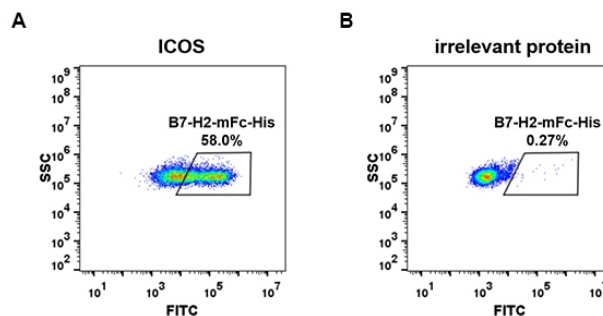 A
ICOS
B7-H2-mFc-His
58.0%
SSC
10⁹
10⁸
10⁷
10⁶
10⁵
10⁴
10³
10²
10¹
10³
10⁵
10⁷
FITC
B
irrelevant protein
B7-H2-mFc-His
0.27%
SSC
10⁹
10⁸
10⁷
10⁶
10⁵
10⁴
10³
10²
10¹
10³
10⁵
10⁷
FITC